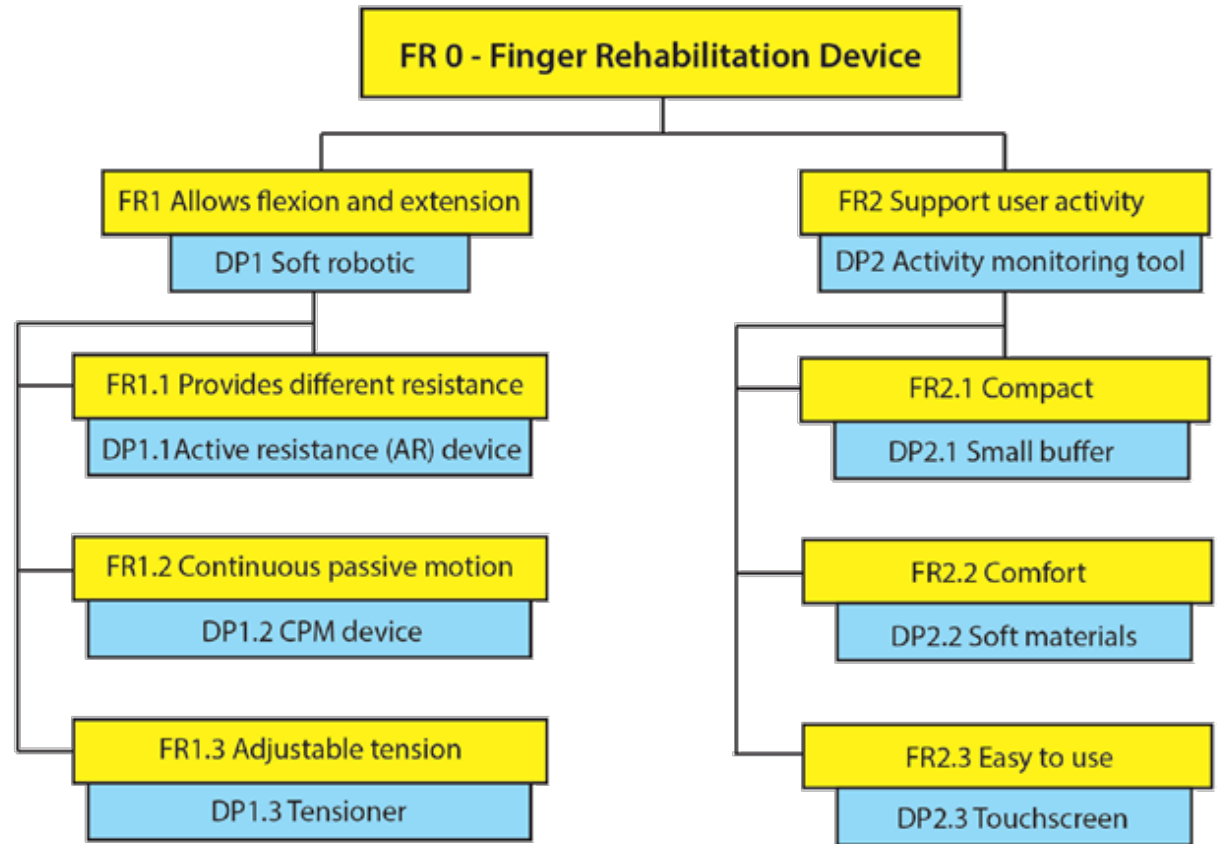 FR 0 - Finger Rehabilitation Device
FR1 Allows flexion and extension
DP1 Soft robotic
FR1.1 Provides different resistance
DP1.1Active resistance (AR) device
FR1.2 Continuous passive motion
DP1.2 CPM device
FR1.3 Adjustable tension
DP1.3 Tensioner
FR2 Support user activity
DP2 Activity monitoring tool
FR2.1 Compact
DP2.1 Small buffer
FR2.2 Comfort
DP2.2 Soft materials
FR2.3 Easy to use
DP2.3 Touchscreen